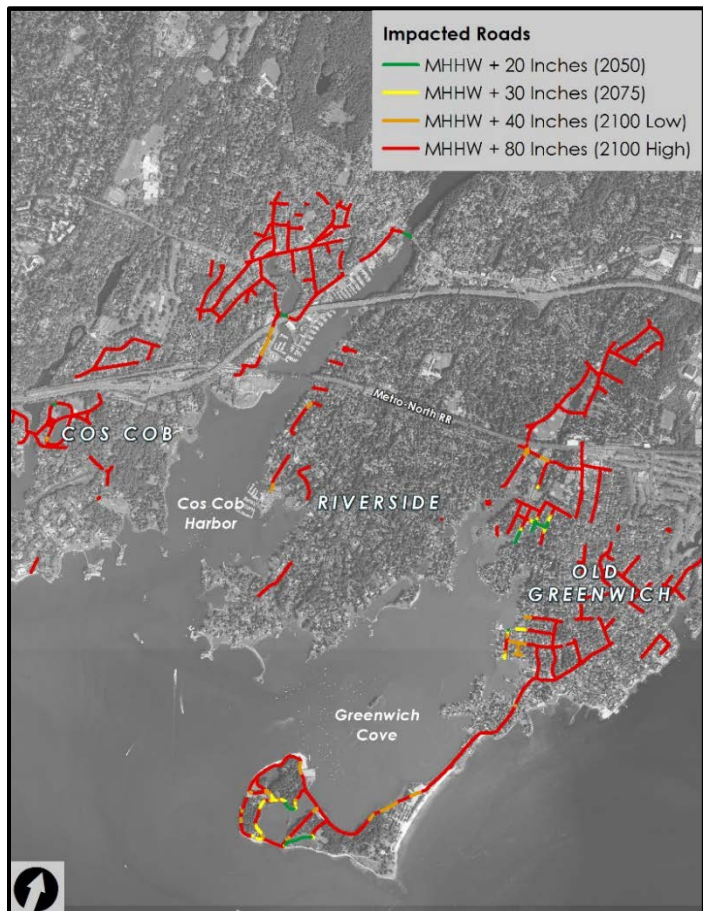 Impacted Roads
MHHW + 20 Inches (2050)
MHHW + 30 Inches (2075)
MHHW + 40 Inches (2100 Low)
MHHW + 80 Inches (2100 High)
Metro-North RR
COS COB
Cos Cob
Harbor
RIVERSIDE
OLD
GREENWICH
Greenwich
Cove